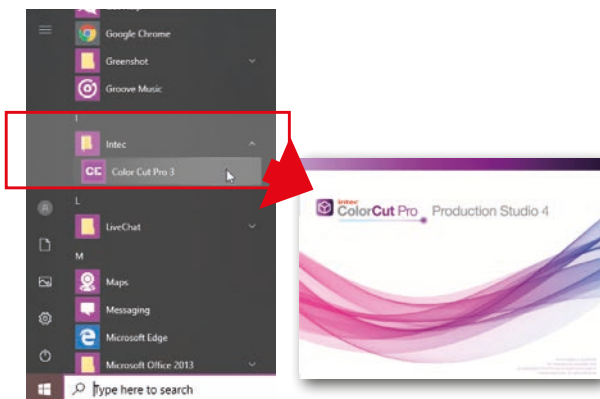 Google Chrome
Greenshot
Groove Music
I
Intec
CC Color Cut Pro 3
L
LiveChat
M
Maps
Messaging
Microsoft Edge
Microsoft Office 2013
Type here to search
intec
ColorCut Pro Production Studio 4